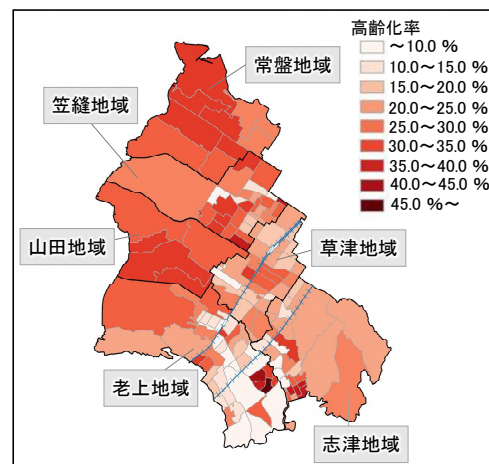 高齢化率
～10.0 %
10.0～15.0 %
15.0～20.0 %
20.0～25.0 %
25.0～30.0 %
30.0～35.0 %
35.0～40.0 %
40.0～45.0 %
45.0 %～
常盤地域
笠縫地域
山田地域
草津地域
老上地域
志津地域